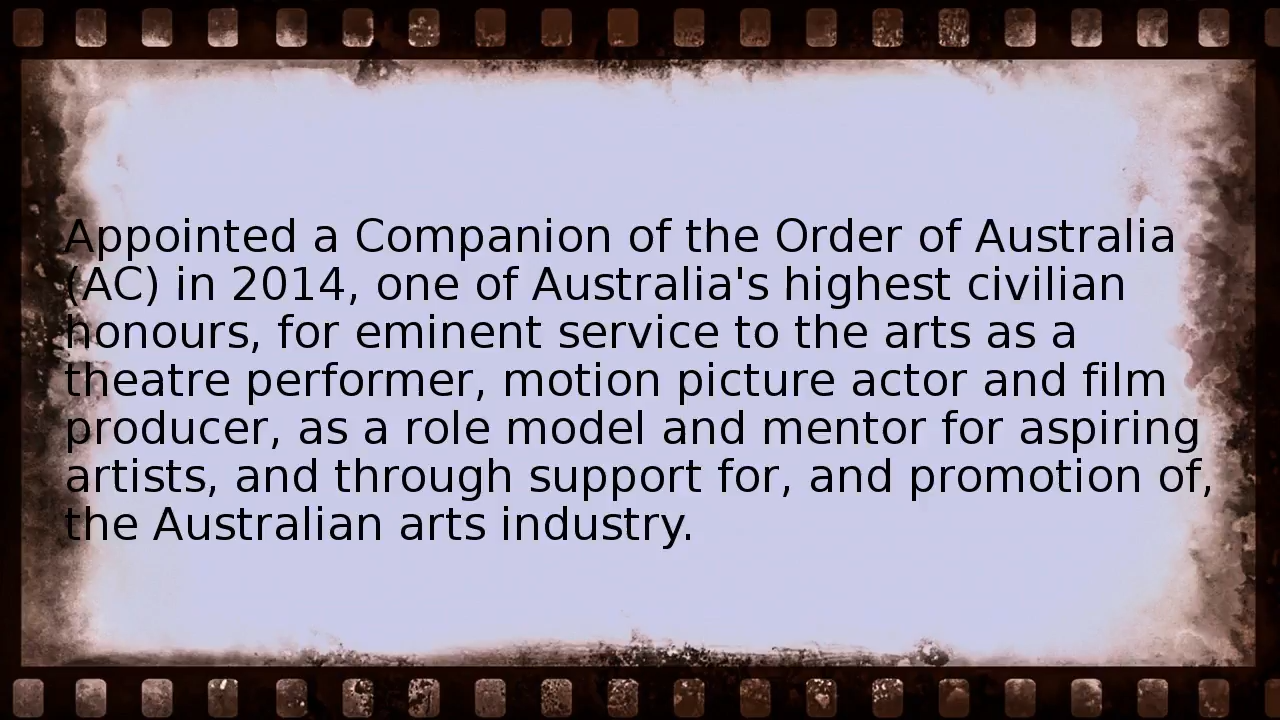 Appointed a Companion of the Order of Australia
(AC) in 2014, one of Australia's highest civilian
honours, for eminent service to the arts as a
theatre performer, motion picture actor and film
producer, as a role model and mentor for aspiring
artists, and through support for, and promotion of,
the Australian arts industry.